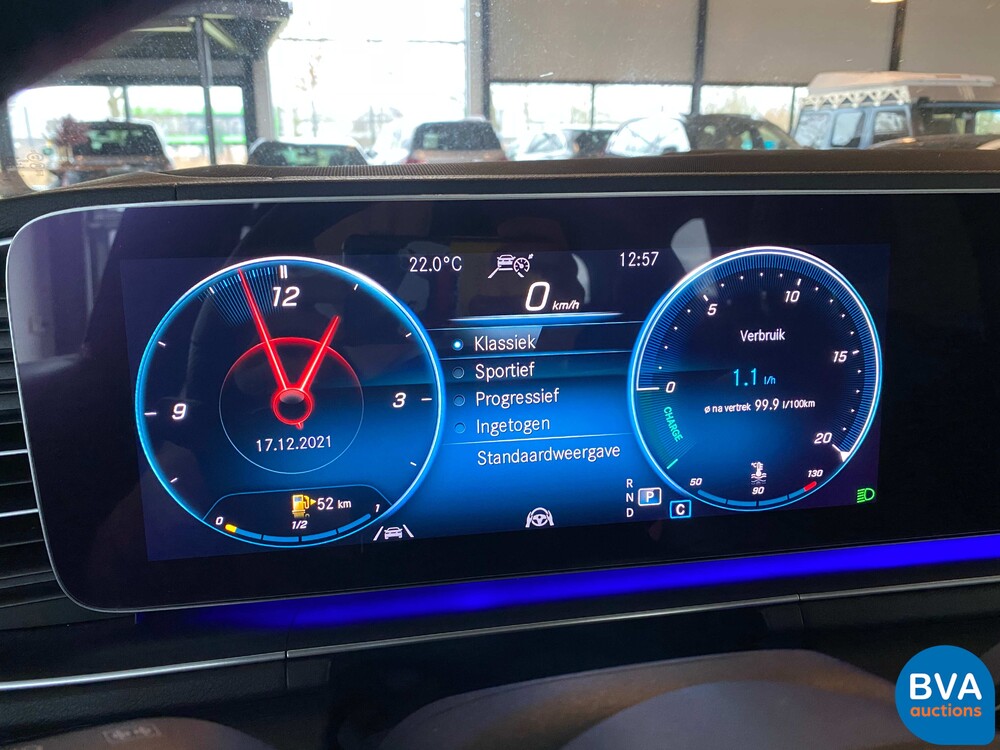 12
3
9
17.12.2021
52 km
0
1/2
1
22.0°C
12:57
0 km/h
Klassiek
Sportief
Progressief
Ingetogen
Standaardweergave
R
N P
D
C
5
10
15
20
0
CHARGE
Verbruik
1.1 l/h
ø na vertrek 99.9 l/100km
50
90
130
BVA
auctions